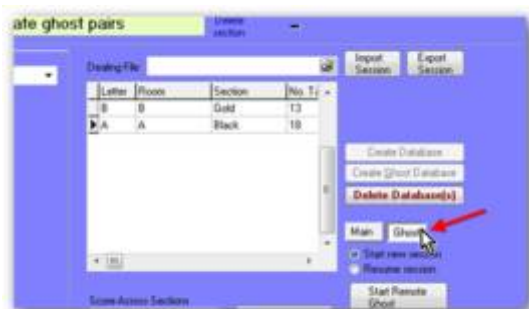 ate ghost pairs
Delete section
Dealing File:
Import Session
Export Session
Letter Room Section No. T
B B Gold 13
A A Black 18
Create Database
Create Ghost Database
Delete Database(s)
Main Ghost
Start new session
Resume session
Start Remote Ghost
Score Across Sections